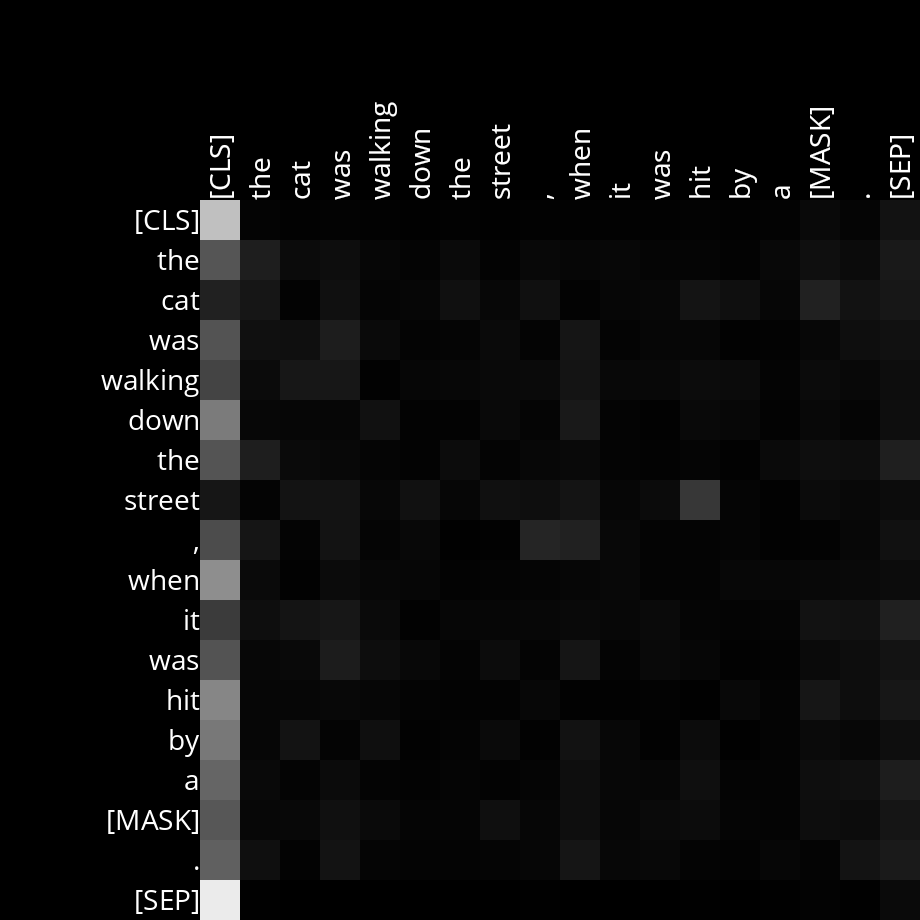 [CLS] the cat was walking down the street , when it was hit by a [MASK] . [SEP]
[CLS]
the
cat
was
walking
down
the
street
,
when
it
was
hit
by
a
[MASK]
.
[SEP]